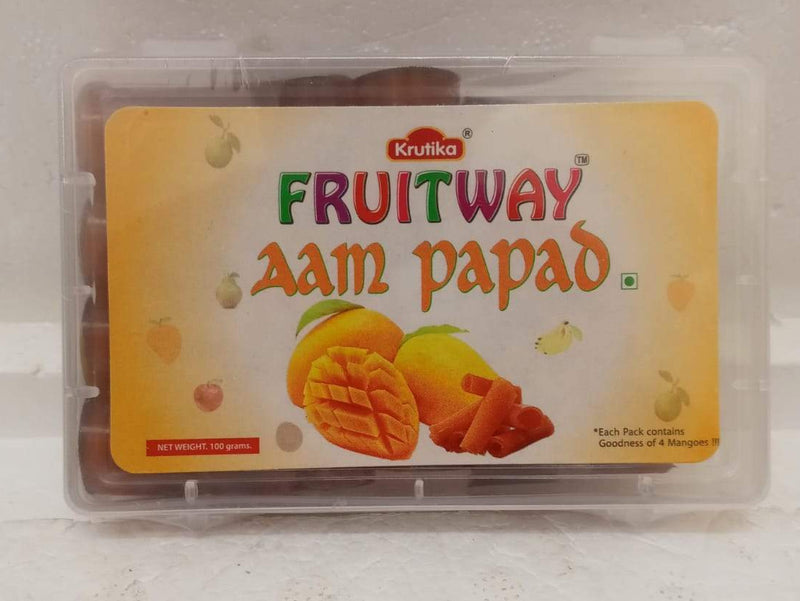 Krutika ®
FRUITWAY™
AAM PAPAD
NET WEIGHT. 100 grams.
*Each Pack contains
Goodness of 4 Mangoes !!!